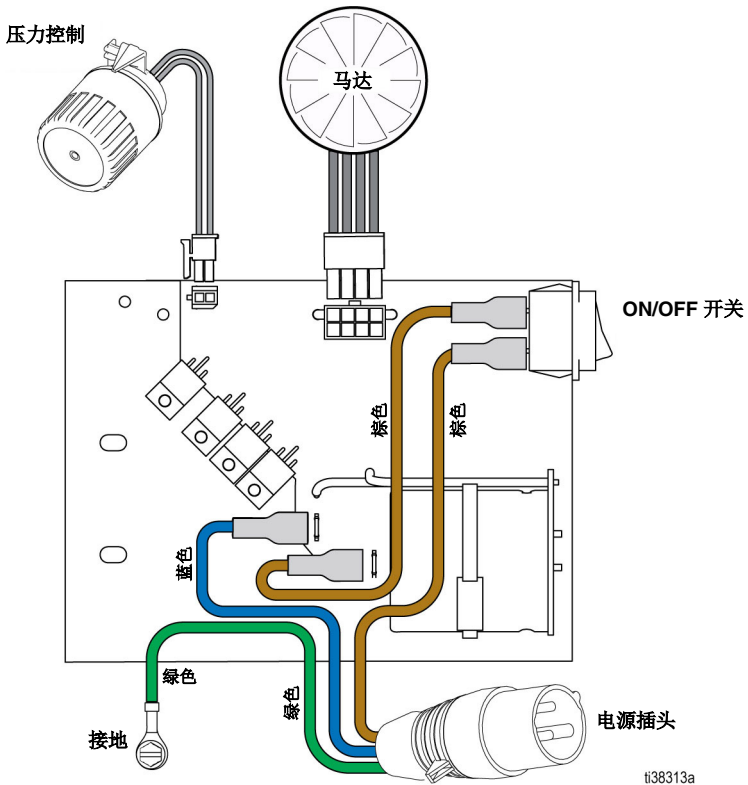 压力控制
马达
ON/OFF 开关
棕色
棕色
蓝色
绿色
绿色
接地
电源插头
ti38313a